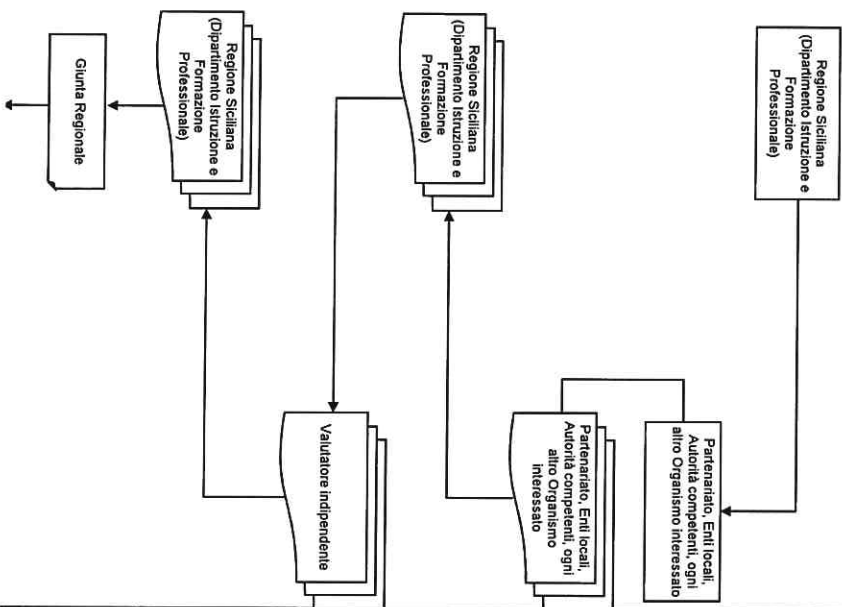 Regione Siciliana
(Dipartimento Istruzione e
Formazione
Professionale)
Partenariato, Enti locali,
Autorità competenti, ogni
altro Organismo interessato
Partenariato, Enti locali,
Autorità competenti, ogni
altro Organismo
interessato
Regione Siciliana
(Dipartimento Istruzione e
Formazione
Professionale)
Valutatore indipendente
Regione Siciliana
(Dipartimento Istruzione e
Formazione
Professionale)
Giunta Regionale